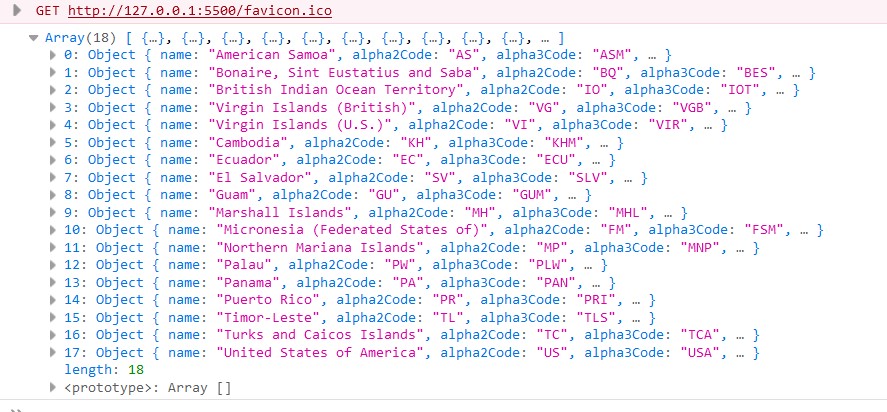 GET http://127.0.0.1:5500/favicon.ico
Array(18) [ {…}, {…}, {…}, {…}, {…}, {…}, {…}, {…}, {…}, {…}, … ]
0: Object { name: "American Samoa", alpha2Code: "AS", alpha3Code: "ASM", … }
1: Object { name: "Bonaire, Sint Eustatius and Saba", alpha2Code: "BQ", alpha3Code: "BES", … }
2: Object { name: "British Indian Ocean Territory", alpha2Code: "IO", alpha3Code: "IOT", … }
3: Object { name: "Virgin Islands (British)", alpha2Code: "VG", alpha3Code: "VGB", … }
4: Object { name: "Virgin Islands (U.S.)", alpha2Code: "VI", alpha3Code: "VIR", … }
5: Object { name: "Cambodia", alpha2Code: "KH", alpha3Code: "KHM", … }
6: Object { name: "Ecuador", alpha2Code: "EC", alpha3Code: "ECU", … }
7: Object { name: "El Salvador", alpha2Code: "SV", alpha3Code: "SLV", … }
8: Object { name: "Guam", alpha2Code: "GU", alpha3Code: "GUM", … }
9: Object { name: "Marshall Islands", alpha2Code: "MH", alpha3Code: "MHL", … }
10: Object { name: "Micronesia (Federated States of)", alpha2Code: "FM", alpha3Code: "FSM", … }
11: Object { name: "Northern Mariana Islands", alpha2Code: "MP", alpha3Code: "MNP", … }
12: Object { name: "Palau", alpha2Code: "PW", alpha3Code: "PLW", … }
13: Object { name: "Panama", alpha2Code: "PA", alpha3Code: "PAN", … }
14: Object { name: "Puerto Rico", alpha2Code: "PR", alpha3Code: "PRI", … }
15: Object { name: "Timor-Leste", alpha2Code: "TL", alpha3Code: "TLS", … }
16: Object { name: "Turks and Caicos Islands", alpha2Code: "TC", alpha3Code: "TCA", … }
17: Object { name: "United States of America", alpha2Code: "US", alpha3Code: "USA", … }
length: 18
<prototype>: Array []